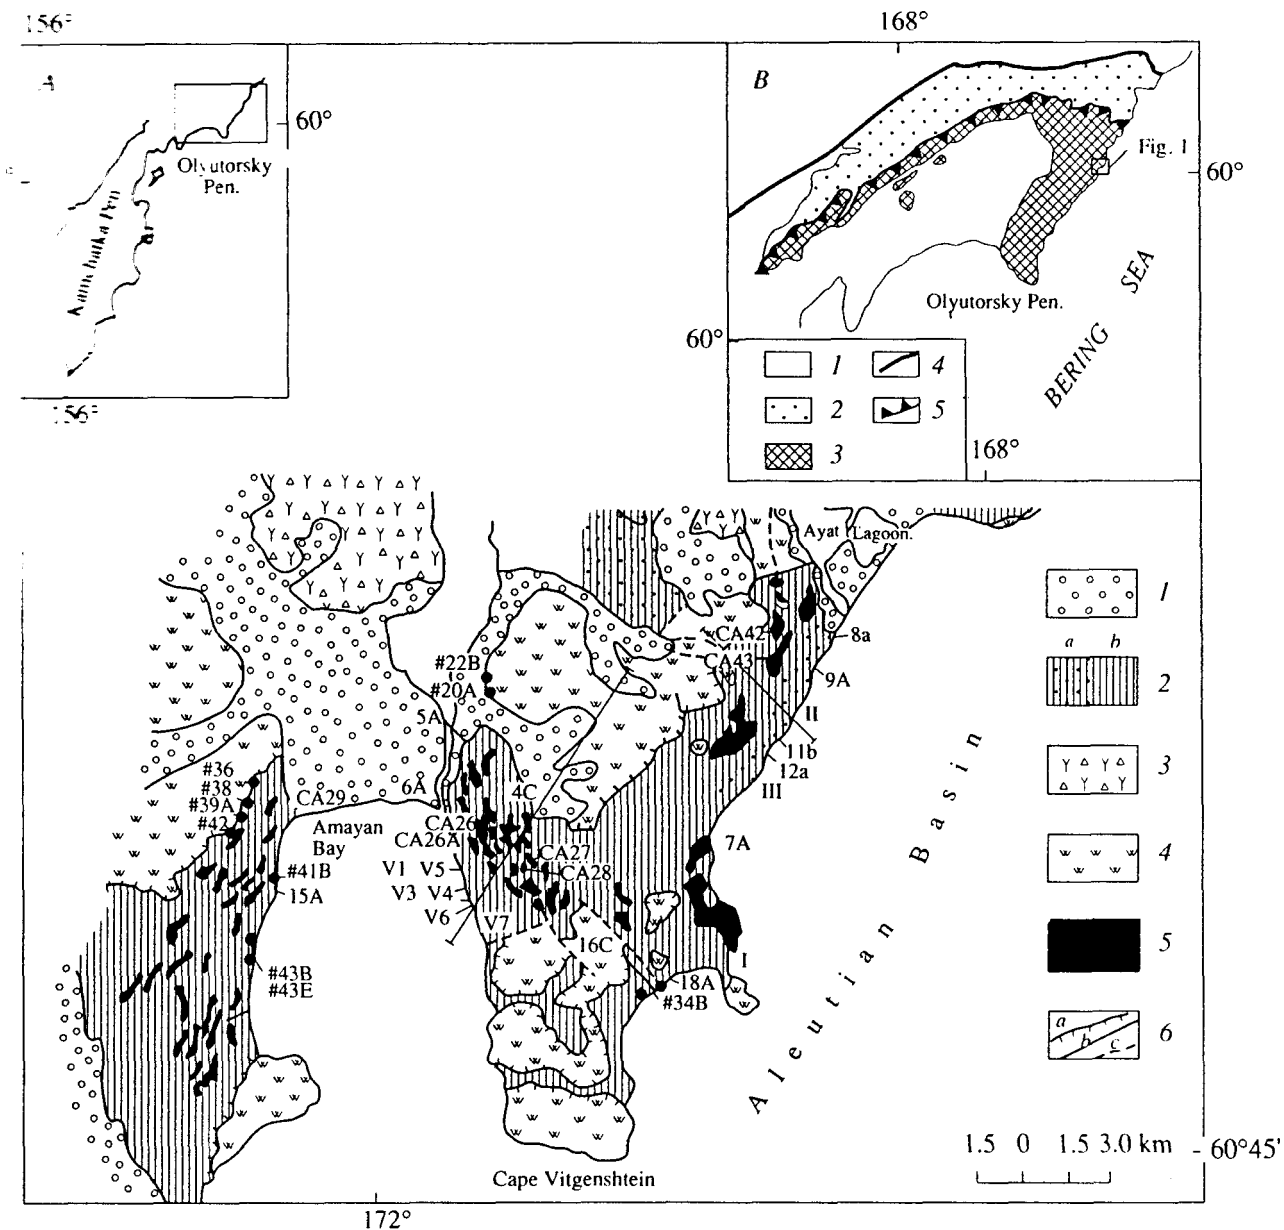 156°
A
60°
Olyutorsky
Pen.
156°
168°
B
Fig. 1
60°
Olyutorsky Pen.
BERING SEA
60°
1
4
2
5
3
168°
Ayat Lagoon.
CA42
CA43
8a
9A
II
11b
12a
III
#22B
#20A
5A
6A
4C
#36
#38
#39A
#42
CA29
Amayan
Bay
CA26
CA26A
CA27
CA28
V1 V5
V3 V4
V6
V7
7A
#41B
15A
16C
I
18A
#34B
#43B
#43E
Aleutian Basin
Cape Vitgenshtein
1
a b
2
3
4
5
a b c
6
1.5 0 1.5 3.0 km
60°45'
172°